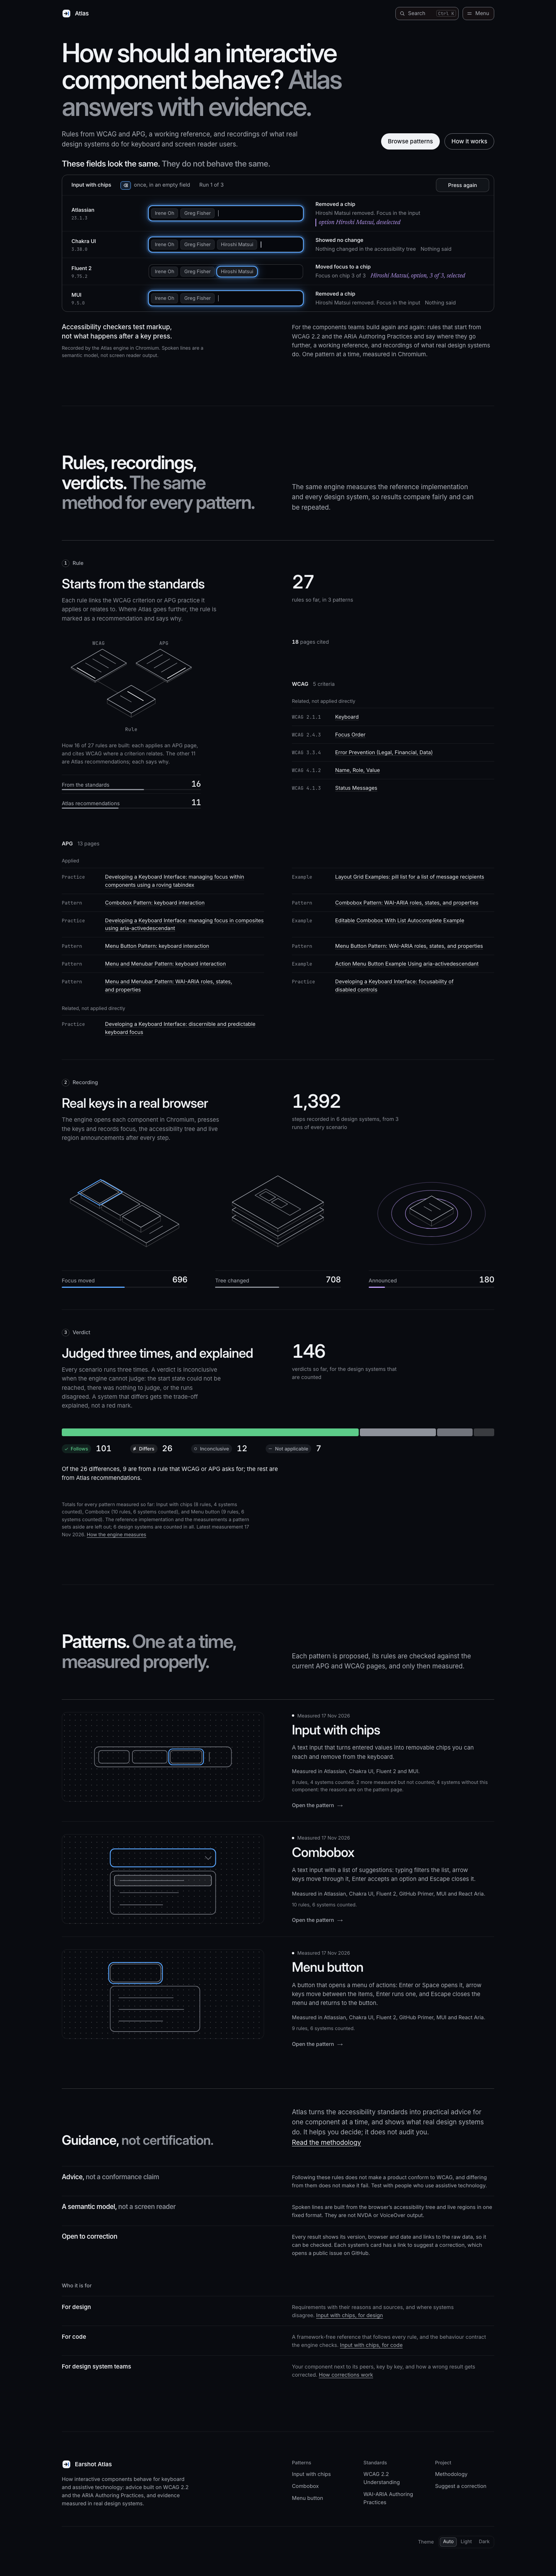 Atlas
Search
Ctrl K
Menu
How should an interactive
component behave? Atlas
answers with evidence.
Rules from WCAG and APG, a working reference, and recordings of what real
design systems do for keyboard and screen reader users.
Browse patterns
How it works
These fields look the same. They do not behave the same.
Input with chips
once, in an empty field
Run 1 of 3
Press again
Atlassian
Irene Oh
Greg Fisher
Removed a chip
Hiroshi Matsui removed. Focus in the input
option Hiroshi Matsui, deselected
Chakra UI
Irene Oh
Greg Fisher
Hiroshi Matsui
Showed no change
Nothing changed in the accessibility tree Nothing said
Fluent 2
Irene Oh
Greg Fisher
Hiroshi Matsui
Moved focus to a chip
Focus on chip 3 of 3 Hiroshi Matsui, option, 3 of 3, selected
MUI
Irene Oh
Greg Fisher
Removed a chip
Hiroshi Matsui removed. Focus in the input Nothing said
Accessibility checkers test markup,
not what happens after a key press.
Recorded by the Atlas engine in Chromium. Spoken lines are a
semantic model, not screen reader output.
For the components teams build again and again: rules that start from
WCAG 2.2 and the ARIA Authoring Practices and say where they go
further, a working reference, and recordings of what real design systems
do. One pattern at a time, measured in Chromium.
Rules, recordings,
verdicts. The same
method for every pattern.
The same engine measures the reference implementation
and every design system, so results compare fairly and can
be repeated.
1 Rule
Starts from the standards
Each rule links the WCAG criterion or APG practice it
applies or relates to. Where Atlas goes further, the rule is
marked as a recommendation and says why.
27
rules so far, in 3 patterns
WCAG
APG
Rule
18 pages cited
How 16 of 27 rules are built: each applies an APG page,
and cites WCAG where a criterion relates. The other 11
are Atlas recommendations; each says why.
From the standards 16
Atlas recommendations 11
WCAG 5 criteria
Related, not applied directly
WCAG 2.1.1 Keyboard
WCAG 2.4.3 Focus Order
WCAG 3.3.4 Error Prevention (Legal, Financial, Data)
WCAG 4.1.2 Name, Role, Value
WCAG 4.1.3 Status Messages
APG 13 pages
Applied
Practice Developing a Keyboard Interface: managing focus within
components using a roving tabindex
Example Layout Grid Examples: pill list for a list of message recipients
Pattern Combobox Pattern: keyboard interaction
Pattern Combobox Pattern: WAI-ARIA roles, states, and properties
Practice Developing a Keyboard Interface: managing focus in composites
using aria-activedescendant
Example Editable Combobox With List Autocomplete Example
Pattern Menu Button Pattern: keyboard interaction
Pattern Menu Button Pattern: WAI-ARIA roles, states, and properties
Pattern Menu and Menubar Pattern: keyboard interaction
Example Action Menu Button Example Using aria-activedescendant
Pattern Menu and Menubar Pattern: WAI-ARIA roles, states,
and properties
Practice Developing a Keyboard Interface: focusability of
disabled controls
Related, not applied directly
Practice Developing a Keyboard Interface: discernible and predictable
keyboard focus
2 Recording
Real keys in a real browser
The engine opens each component in Chromium, presses
the keys and records focus, the accessibility tree and live
region announcements after every step.
1,392
steps recorded in 6 design systems, from 3
runs of every scenario
Focus moved 696
Tree changed 708
Announced 180
3 Verdict
Judged three times, and explained
Every scenario runs three times. A verdict is inconclusive
when the engine cannot judge: the start state could not be
reached, there was nothing to judge, or the runs
disagreed. A system that differs gets the trade-off
explained, not a red mark.
146
verdicts so far, for the design systems that
are counted
Follows 101
Differs 26
Inconclusive 12
Not applicable 7
Of the 26 differences, 9 are from a rule that WCAG or APG asks for; the rest are
from Atlas recommendations.
Totals for every pattern measured so far: Input with chips (8 rules, 4 systems
counted), Combobox (10 rules, 6 systems counted), and Menu button (9 rules, 6
systems counted). The reference implementation and the measurements a pattern
sets aside are left out; 6 design systems are counted in all. Latest measurement 17
Nov 2026. How the engine measures
Patterns. One at a time,
measured properly.
Each pattern is proposed, its rules are checked against the
current APG and WCAG pages, and only then measured.
Measured 17 Nov 2026
Input with chips
A text input that turns entered values into removable chips you can
reach and remove from the keyboard.
Measured in Atlassian, Chakra UI, Fluent 2 and MUI.
8 rules, 4 systems counted. 2 more measured but not counted; 4 systems without this
component: the reasons are on the pattern page.
Open the pattern →
Measured 17 Nov 2026
Combobox
A text input with a list of suggestions: typing filters the list, arrow
keys move through it, Enter accepts an option and Escape closes it.
Measured in Atlassian, Chakra UI, Fluent 2, GitHub Primer, MUI and React Aria.
10 rules, 6 systems counted.
Open the pattern →
Measured 17 Nov 2026
Menu button
A button that opens a menu of actions: Enter or Space opens it, arrow
keys move between the items, Enter runs one, and Escape closes the
menu and returns to the button.
Measured in Atlassian, Chakra UI, Fluent 2, GitHub Primer, MUI and React Aria.
9 rules, 6 systems counted.
Open the pattern →
Guidance, not certification.
Atlas turns the accessibility standards into practical advice for
one component at a time, and shows what real design systems
do. It helps you decide; it does not audit you.
Read the methodology
Advice, not a conformance claim
Following these rules does not make a product conform to WCAG, and differing
from them does not make it fail. Test with people who use assistive technology.
A semantic model, not a screen reader
Spoken lines are built from the browser's accessibility tree and live regions in one
fixed format. They are not NVDA or VoiceOver output.
Open to correction
Every result shows its version, browser and date and links to the raw data, so it
can be checked. Each system's card has a link to suggest a correction, which
opens a public issue on GitHub.
Who it is for
For design
Requirements with their reasons and sources, and where systems
disagree. Input with chips, for design
For code
A framework-free reference that follows every rule, and the behaviour contract
the engine checks. Input with chips, for code
For design system teams
Your component next to its peers, key by key, and how a wrong result gets
corrected. How corrections work
Earshot Atlas
How interactive components behave for keyboard
and assistive technology: advice built on WCAG 2.2
and the ARIA Authoring Practices, and evidence
measured in real design systems.
Patterns
Input with chips
Combobox
Menu button
Standards
WCAG 2.2
Understanding
WAI-ARIA Authoring
Practices
Project
Methodology
Suggest a correction
Theme
Auto
Light
Dark